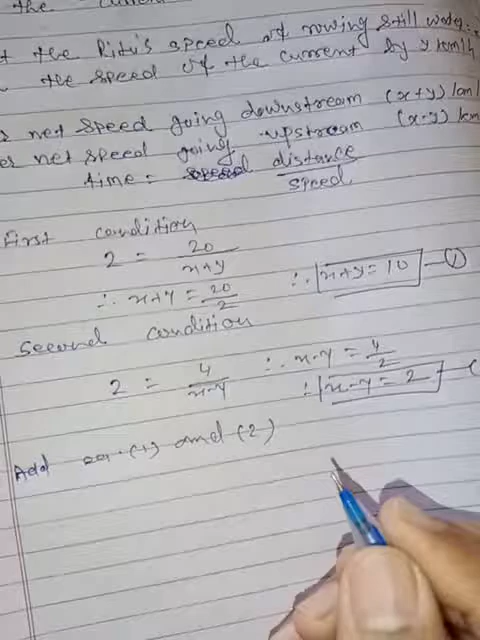 the current
the Ritu's speed of rowing still water
the speed of the current by y km/h
net speed going downstream (x+y) km/
net speed going upstream (x-y) km
time = distance / speed
First condition
2 = 20 / x+y
∴ x+y = 20/2 ∴ x+y = 10 — ①
Second condition
2 = 4 / x-y ∴ x-y = 4/2
∴ x-y = 2 — (
Add eqn. (1) and (2)